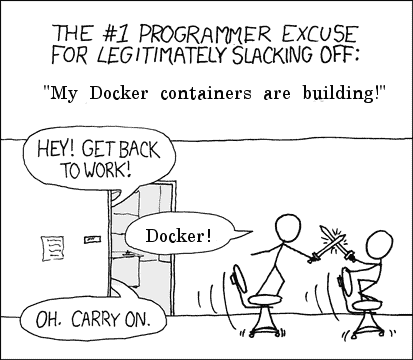 THE #1 PROGRAMMER EXCUSE
FOR LEGITIMATELY SLACKING OFF:
"My Docker containers are building!"
HEY! GET BACK
TO WORK!
Docker!
OH. CARRY ON.